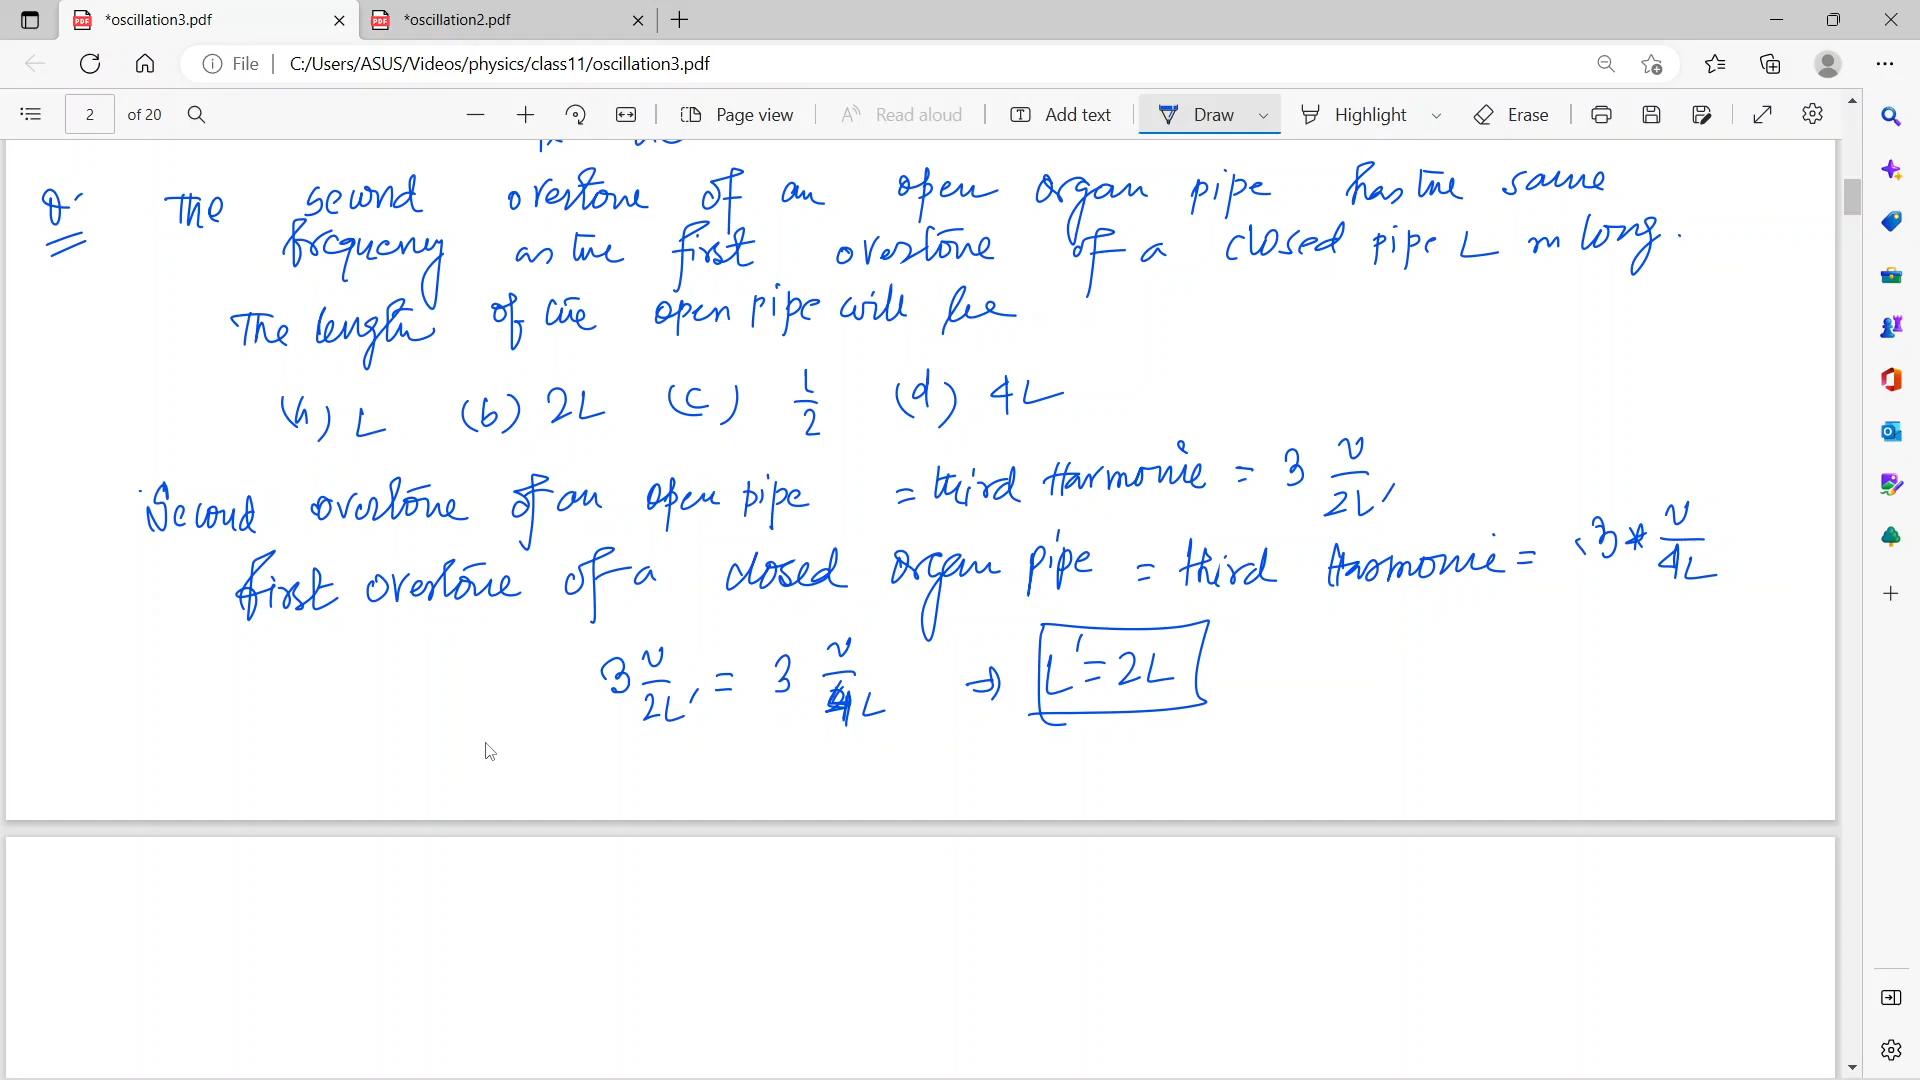 *oscillation3.pdf
*oscillation2.pdf
File | C:/Users/ASUS/Videos/physics/class11/oscillation3.pdf
2 of 20
Page view
Read aloud
Add text
Draw
Highlight
Erase
Q. The second overtone of an open organ pipe has the same
frequency as the first overtone of a closed pipe L m long.
The length of the open pipe will be
(a) L (b) 2L (c) L/2 (d) 4L
Second overtone of an open pipe = third Harmonic = 3 v/2L'
first overtone of a closed organ pipe = third Harmonic = 3 * v/4L
3 v/2L' = 3 v/4L ⇒ L' = 2L